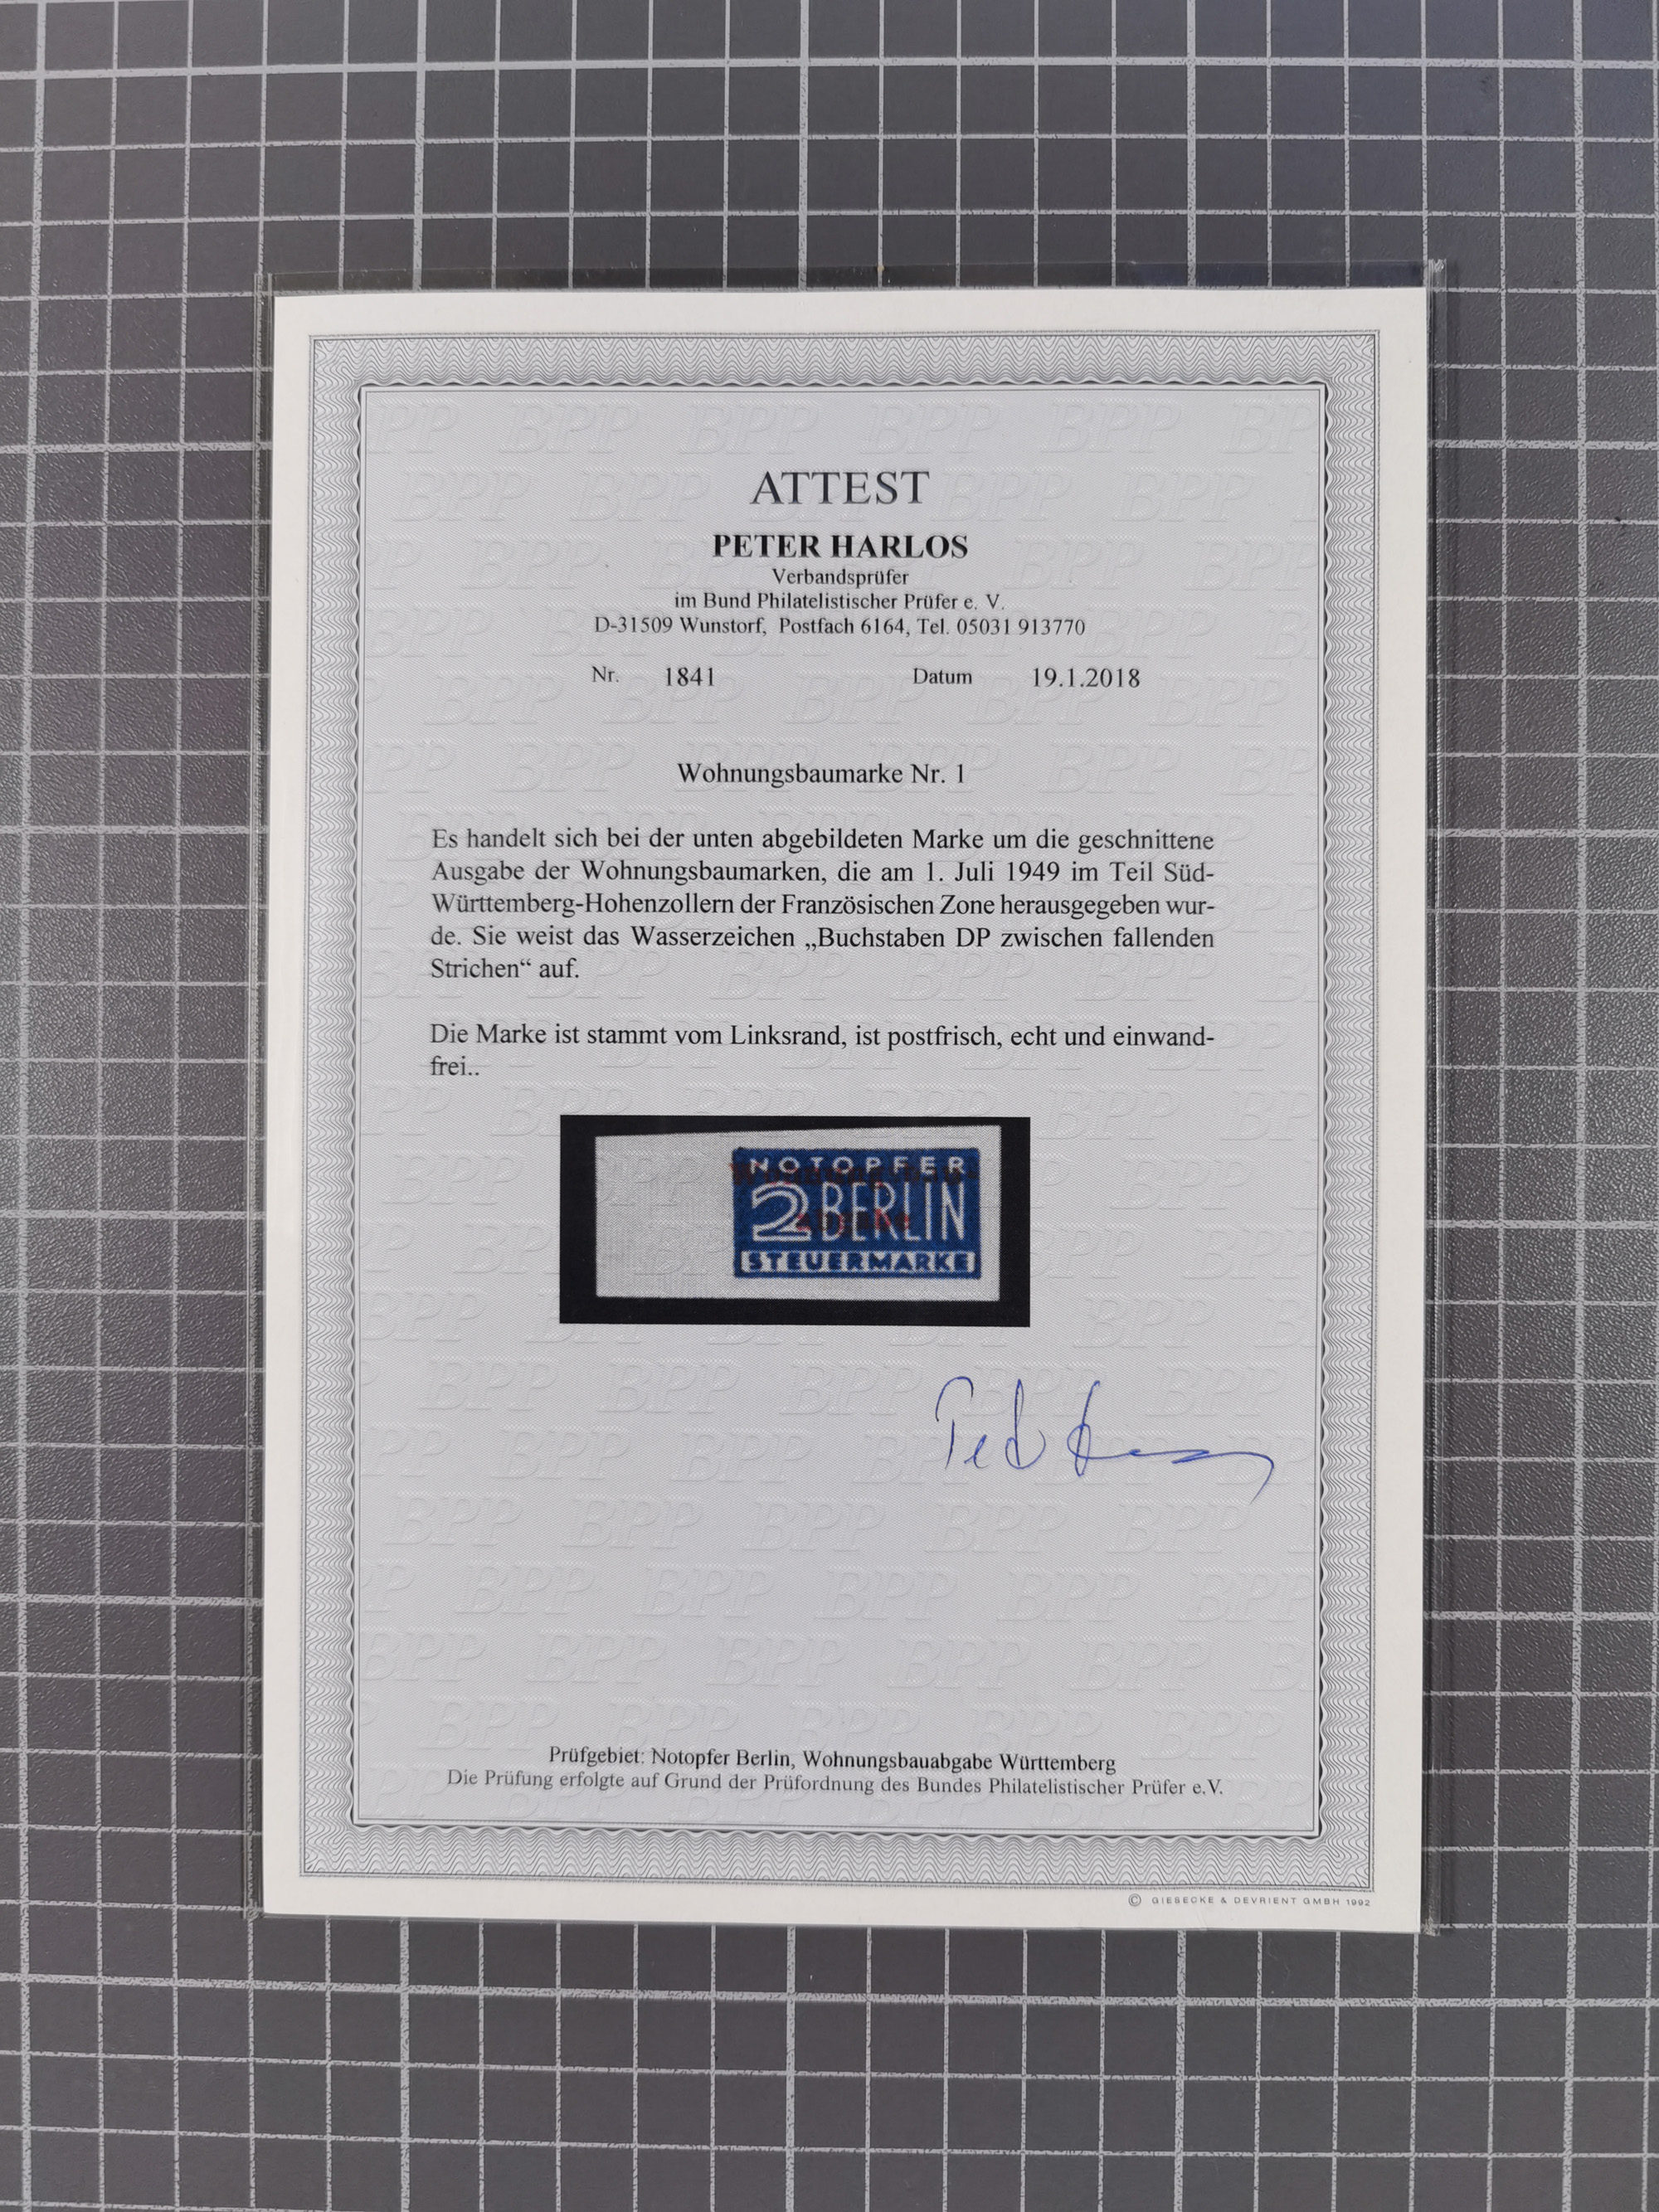 ATTEST
PETER HARLOS
Verbandsprüfer
im Bund Philatelistischer Prüfer e. V.
D-31509 Wunstorf, Postfach 6164, Tel. 05031 913770
Nr. 1841 Datum 19.1.2018
Wohnungsbaumarke Nr. 1
Es handelt sich bei der unten abgebildeten Marke um die geschnittene
Ausgabe der Wohnungsbaumarken, die am 1. Juli 1949 im Teil Süd-
Württemberg-Hohenzollern der Französischen Zone herausgegeben wur-
de. Sie weist das Wasserzeichen „Buchstaben DP zwischen fallenden
Strichen“ auf.
Die Marke ist stammt vom Linksrand, ist postfrisch, echt und einwand-
frei..
NOTOPFER
2 BERLIN
STEUERMARKE
Prüfgebiet: Notopfer Berlin, Wohnungsbauabgabe Württemberg
Die Prüfung erfolgte auf Grund der Prüfordnung des Bundes Philatelistischer Prüfer e.V.
© GIESECKE & DEVRIENT GMBH 1992